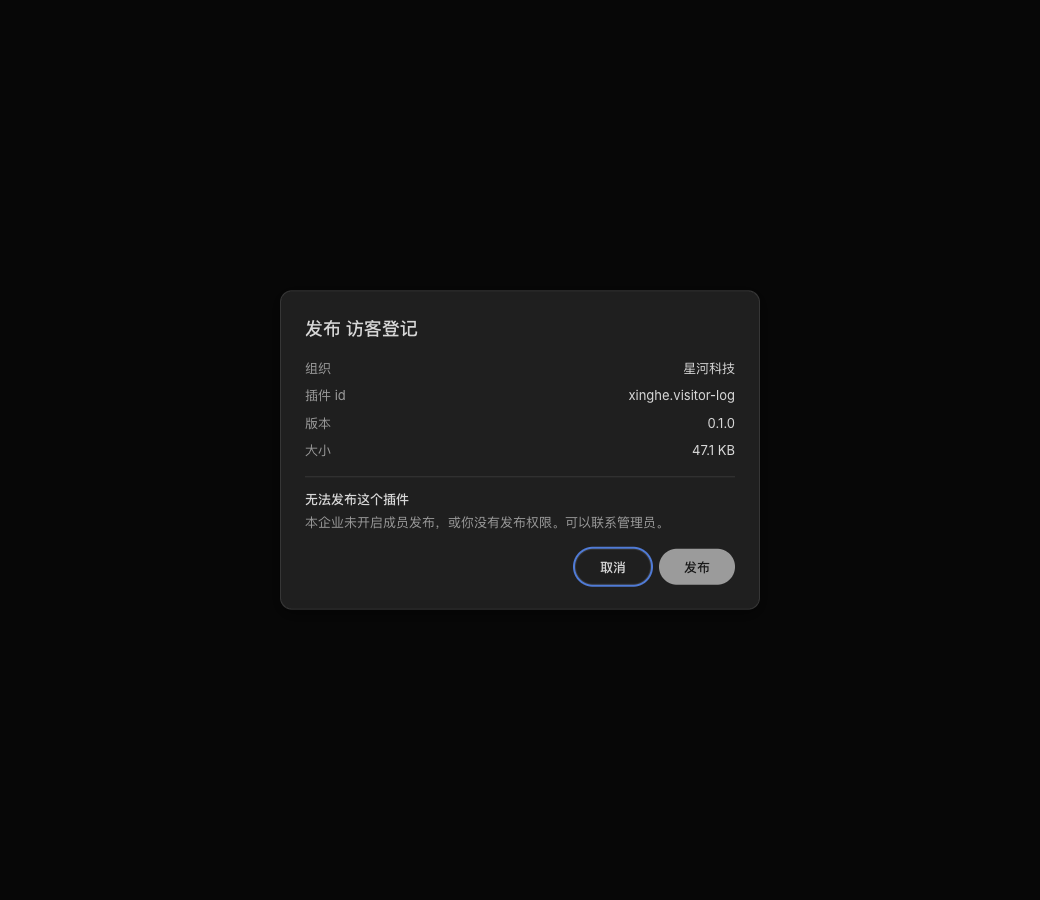 发布 访客登记
组织 星河科技
插件 id xinghe.visitor-log
版本 0.1.0
大小 47.1 KB
无法发布这个插件
本企业未开启成员发布，或你没有发布权限。可以联系管理员。
取消 发布